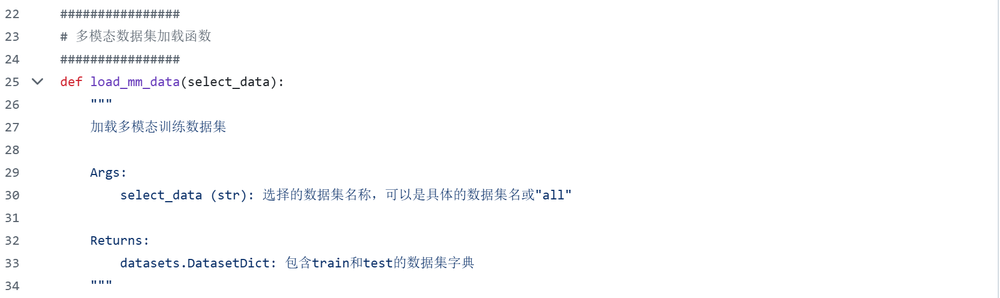 22 ################
23 # 多模态数据集加载函数
24 ################
25 def load_mm_data(select_data):
26 """
27 加载多模态训练数据集
28
29 Args:
30 select_data (str): 选择的数据集名称，可以是具体的数据集名或"all"
31
32 Returns:
33 datasets.DatasetDict: 包含train和test的数据集字典
34 """